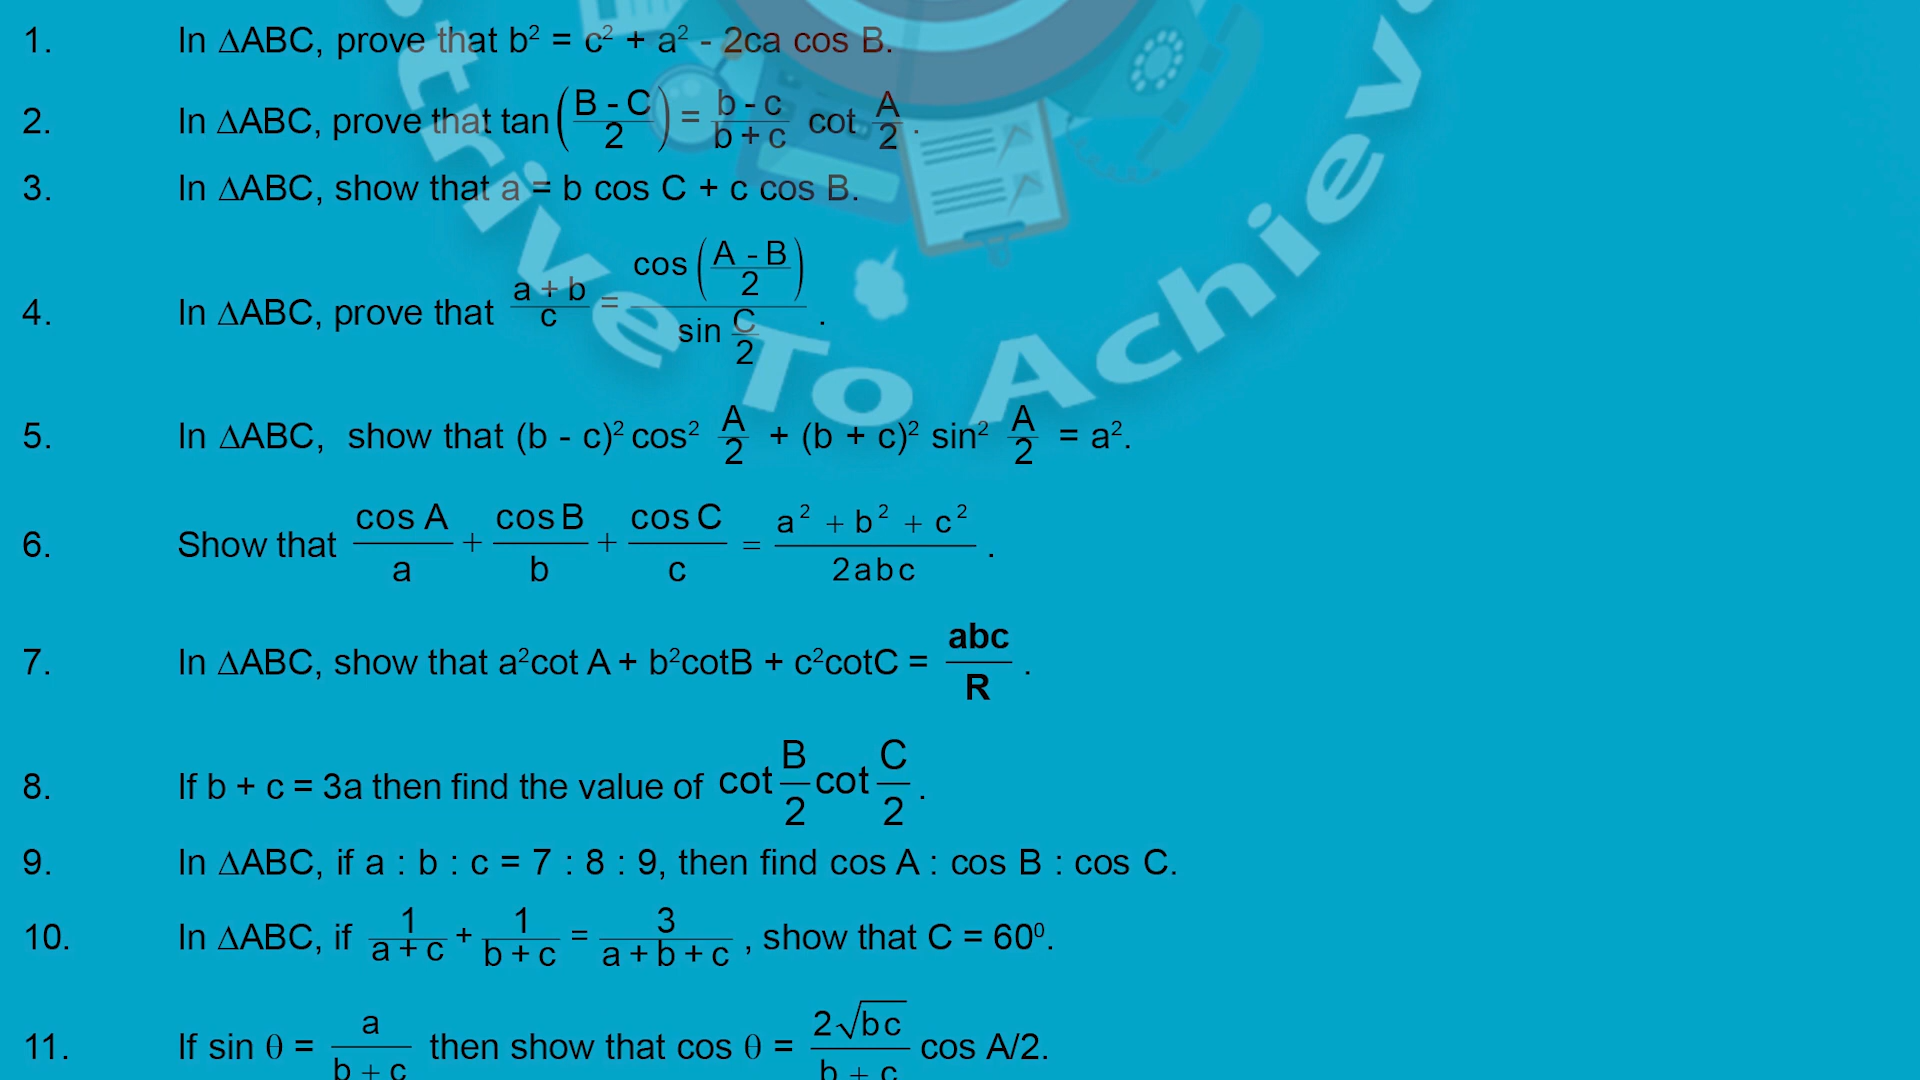 1. In ΔABC, prove that b² = c² + a² - 2ca cos B.
2. In ΔABC, prove that tan((B - C)/2) = (b - c)/(b + c) cot A/2.
3. In ΔABC, show that a = b cos C + c cos B.
4. In ΔABC, prove that (a + b)/c = cos((A - B)/2)/sin C/2.
5. In ΔABC, show that (b - c)² cos² A/2 + (b + c)² sin² A/2 = a².
6. Show that cos A/a + cos B/b + cos C/c = (a² + b² + c²)/2abc.
7. In ΔABC, show that a²cot A + b²cotB + c²cotC = abc/R.
8. If b + c = 3a then find the value of cot B/2 cot C/2.
9. In ΔABC, if a : b : c = 7 : 8 : 9, then find cos A : cos B : cos C.
10. In ΔABC, if 1/(a + c) + 1/(b + c) = 3/(a + b + c), show that C = 60⁰.
11. If sin θ = a/(b + c) then show that cos θ = 2√bc/(b + c) cos A/2.
trive To Achieve